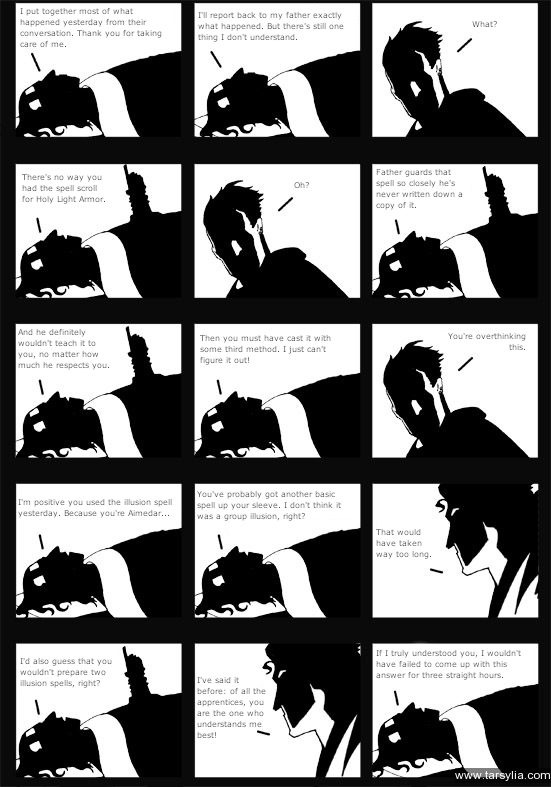 I put together most of what
happened yesterday from their
conversation. Thank you for taking
care of me.
I'll report back to my father exactly
what happened. But there's still one
thing I don't understand.
What?
There's no way you
had the spell scroll
for Holy Light Armor.
Oh?
Father guards that
spell so closely he's
never written down a
copy of it.
And he definitely
wouldn't teach it to
you, no matter how
much he respects you.
Then you must have cast it with
some third method. I just can't
figure it out!
You're overthinking
this.
I'm positive you used the illusion spell
yesterday. Because you're Aimedar...
You've probably got another basic
spell up your sleeve. I don't think it
was a group illusion, right?
That would
have taken
way too long.
I'd also guess that you
wouldn't prepare two
illusion spells, right?
I've said it
before: of all the
apprentices, you
are the one who
understands me
best!
If I truly understood you, I wouldn't
have failed to come up with this
answer for three straight hours.
www.tarsylia.com